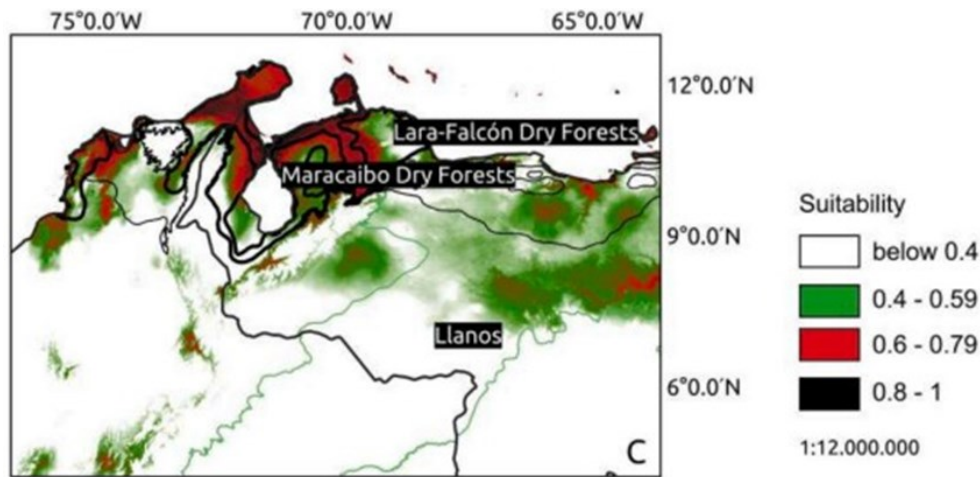 75°0.0′W 70°0.0′W 65°0.0′W
12°0.0′N
Lara-Falcón Dry Forests
Maracaibo Dry Forests
9°0.0′N
Llanos
6°0.0′N
C
Suitability
below 0.4
0.4 - 0.59
0.6 - 0.79
0.8 - 1
1:12.000.000